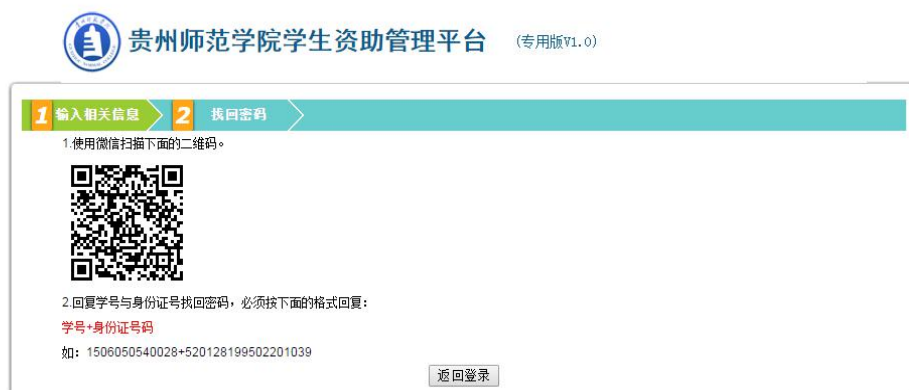 贵州师范学院学生资助管理平台 (专用版V1.0)
1 输入相关信息 2 找回密码
1.使用微信扫描下面的二维码。
2.回复学号与身份证号找回密码，必须按下面的格式回复：
学号+身份证号码
如：1506050540028+520128199502201039
返回登录